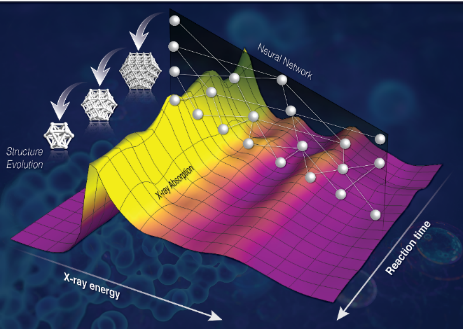 Neural Network
Structure
Evolution
X-ray Absorption
X-ray energy
Reaction time